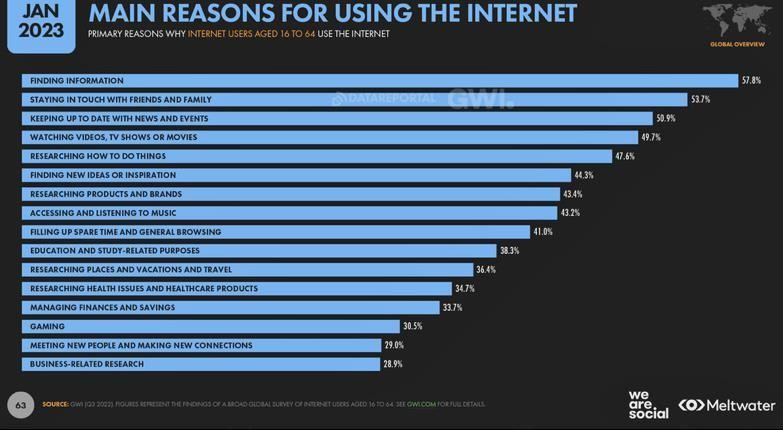 JAN
2023
MAIN REASONS FOR USING THE INTERNET
PRIMARY REASONS WHY INTERNET USERS AGED 16 TO 64 USE THE INTERNET
GLOBAL OVERVIEW
FINDING INFORMATION 57.8%
STAYING IN TOUCH WITH FRIENDS AND FAMILY 53.7%
DATAREPORTAL GWI.
KEEPING UP TO DATE WITH NEWS AND EVENTS 50.9%
WATCHING VIDEOS, TV SHOWS OR MOVIES 49.7%
RESEARCHING HOW TO DO THINGS 47.6%
FINDING NEW IDEAS OR INSPIRATION 44.3%
RESEARCHING PRODUCTS AND BRANDS 43.4%
ACCESSING AND LISTENING TO MUSIC 43.2%
FILLING UP SPARE TIME AND GENERAL BROWSING 41.0%
EDUCATION AND STUDY-RELATED PURPOSES 38.3%
RESEARCHING PLACES AND VACATIONS AND TRAVEL 36.4%
RESEARCHING HEALTH ISSUES AND HEALTHCARE PRODUCTS 34.7%
MANAGING FINANCES AND SAVINGS 33.7%
GAMING 30.5%
MEETING NEW PEOPLE AND MAKING NEW CONNECTIONS 29.0%
BUSINESS-RELATED RESEARCH 28.9%
63
SOURCE: GWI (Q3 2022). FIGURES REPRESENT THE FINDINGS OF A BROAD GLOBAL SURVEY OF INTERNET USERS AGED 16 TO 64. SEE GWI.COM FOR FULL DETAILS.
we
are
social
Meltwater